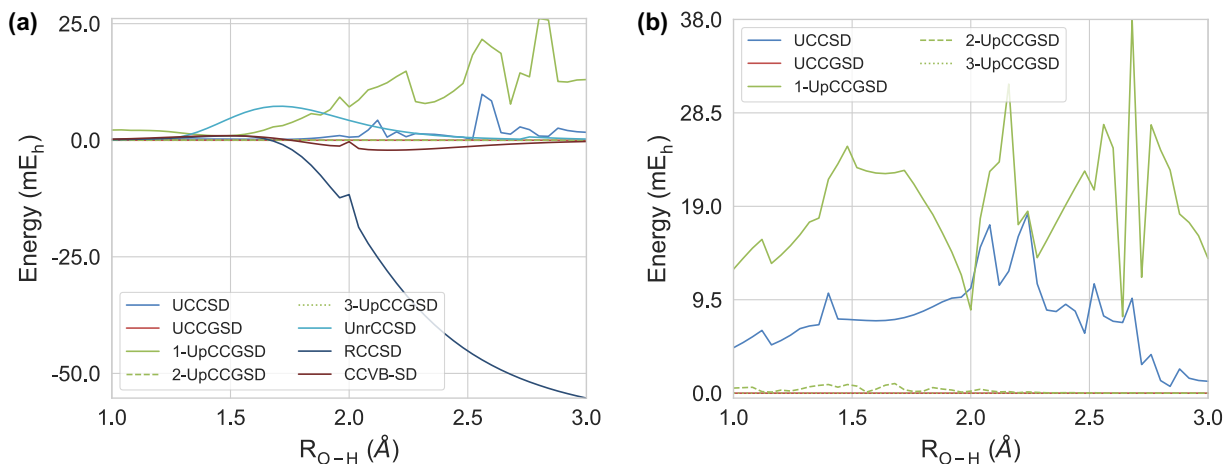 (a)
Energy (mE_h)
25.0
0.0
-25.0
-50.0
UCCSD
UCCGSD
1-UpCCGSD
2-UpCCGSD
3-UpCCGSD
UnrCCSD
RCCSD
CCVB-SD
1.0 1.5 2.0 2.5 3.0
R_{O-H} (Å)
(b)
Energy (mE_h)
38.0
28.5
19.0
9.5
0.0
UCCSD
UCCGSD
1-UpCCGSD
2-UpCCGSD
3-UpCCGSD
1.0 1.5 2.0 2.5 3.0
R_{O-H} (Å)